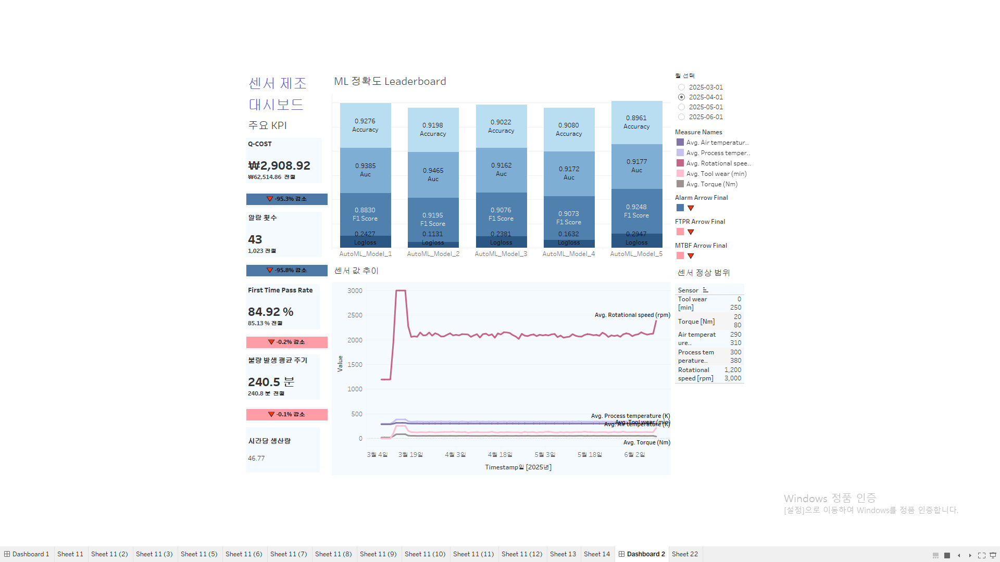 센서 제조
대시보드
주요 KPI
Q-COST
₩2,908.92
₩62,514.86 전월
-95.3% 감소
알람 횟수
43
1,023 전월
-95.8% 감소
First Time Pass Rate
84.92 %
85.13 % 전월
-0.2% 감소
불량 발생 평균 주기
240.5 분
240.8 분 전월
-0.1% 감소
시간당 생산량
46.77
ML 정확도 Leaderboard
0.9276
Accuracy
0.9385
Auc
0.8830
F1 Score
0.2427
Logloss
AutoML_Model_1
0.9198
Accuracy
0.9465
Auc
0.9195
F1 Score
0.1131
Logloss
AutoML_Model_2
0.9022
Accuracy
0.9162
Auc
0.9076
F1 Score
0.2381
Logloss
AutoML_Model_3
0.9080
Accuracy
0.9172
Auc
0.9073
F1 Score
0.1632
Logloss
AutoML_Model_4
0.8961
Accuracy
0.9177
Auc
0.9248
F1 Score
0.2947
Logloss
AutoML_Model_5
센서 값 추이
3000
2500
2000
1500
1000
500
0
Value
Avg. Rotational speed (rpm)
Avg. Process temperature (K)
Avg. Tool wear (min)
Avg. Air temperature (K)
Avg. Torque (Nm)
3월 4일 3월 19일 4월 3일 4월 18일 5월 3일 5월 18일 6월 2일
Timestamp일 [2025년]
월 선택
2025-03-01
2025-04-01
2025-05-01
2025-06-01
Measure Names
Avg. Air temperatur..
Avg. Process temper..
Avg. Rotational spee..
Avg. Tool wear (min)
Avg. Torque (Nm)
Alarm Arrow Final
FTPR Arrow Final
MTBF Arrow Final
센서 정상 범위
Sensor
Tool wear 0
[min] 250
20
Torque [Nm]
80
Air temperat 290
ure.. 310
Process tem 300
perature.. 380
Rotational 1,200
speed [rpm] 3,000
Windows 정품 인증
[설정]으로 이동하여 Windows를 정품 인증합니다.
Dashboard 1 Sheet 11 Sheet 11 (2) Sheet 11 (3) Sheet 11 (5) Sheet 11 (6) Sheet 11 (7) Sheet 11 (8) Sheet 11 (9) Sheet 11 (10) Sheet 11 (11) Sheet 11 (12) Sheet 13 Sheet 14 Dashboard 2 Sheet 22